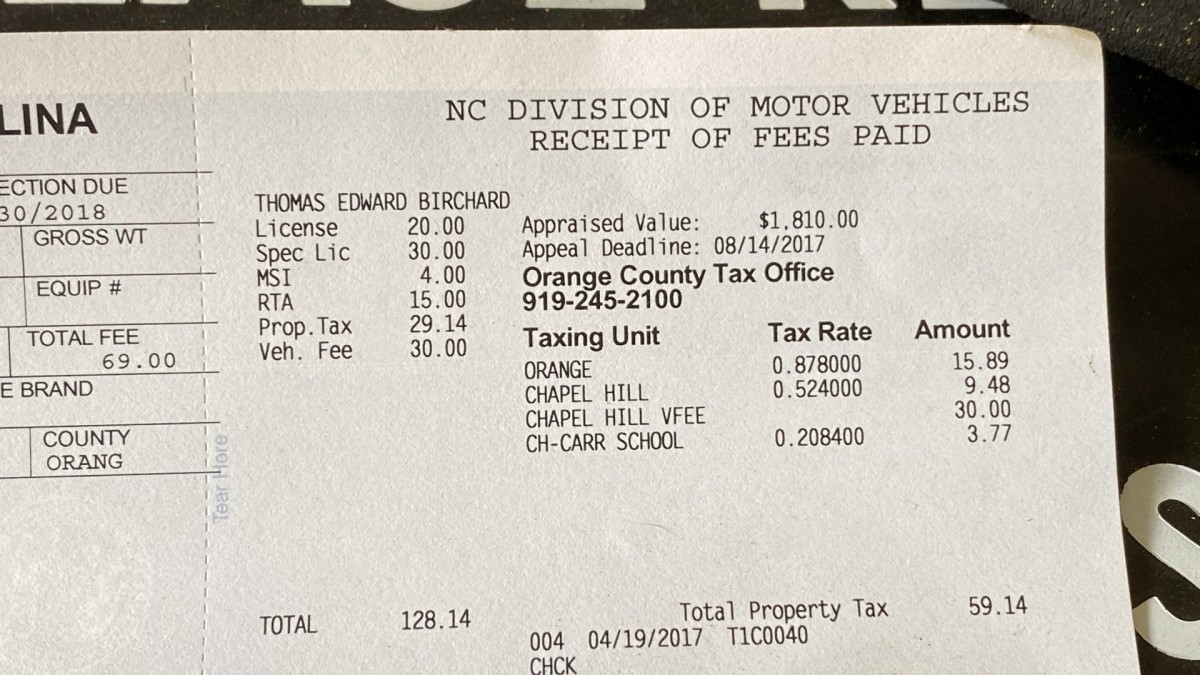 LINA
ECTION DUE
30/2018
GROSS WT
EQUIP #
TOTAL FEE
69.00
E BRAND
COUNTY
ORANG
Tear Here
NC DIVISION OF MOTOR VEHICLES
RECEIPT OF FEES PAID
THOMAS EDWARD BIRCHARD
License 20.00
Spec Lic 30.00
MSI 4.00
RTA 15.00
Prop.Tax 29.14
Veh. Fee 30.00
Appraised Value: $1,810.00
Appeal Deadline: 08/14/2017
Orange County Tax Office
919-245-2100
Taxing Unit Tax Rate Amount
ORANGE 0.878000 15.89
CHAPEL HILL 0.524000 9.48
CHAPEL HILL VFEE 30.00
CH-CARR SCHOOL 0.208400 3.77
TOTAL 128.14
Total Property Tax 59.14
004 04/19/2017 T1C0040
CHCK